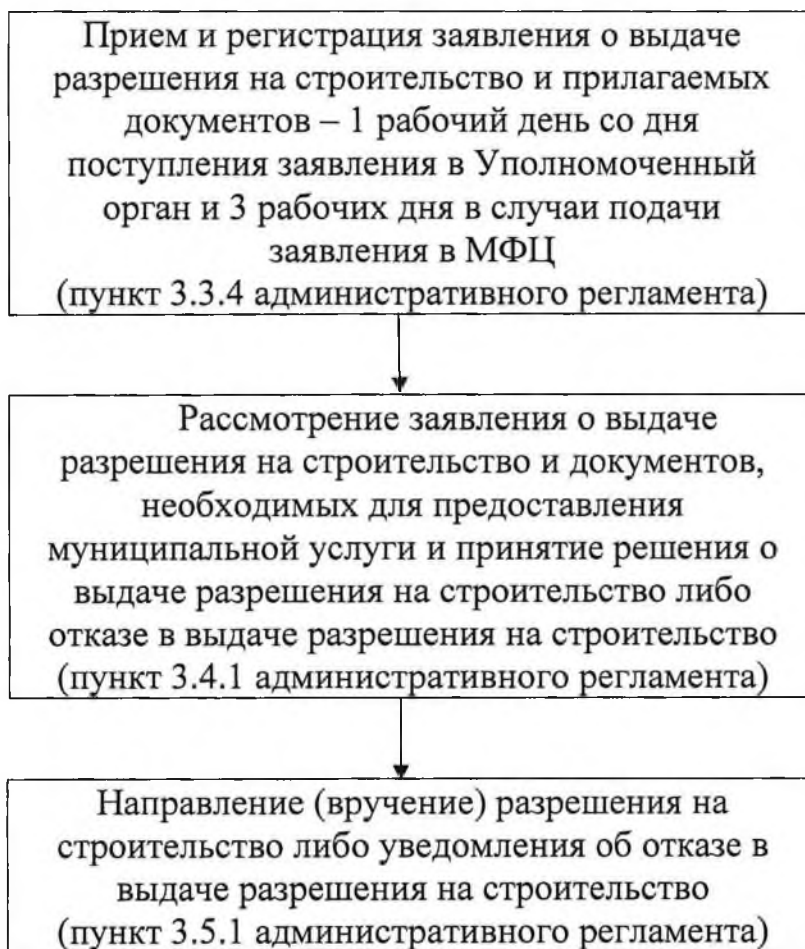 Прием и регистрация заявления о выдаче
разрешения на строительство и прилагаемых
документов – 1 рабочий день со дня
поступления заявления в Уполномоченный
орган и 3 рабочих дня в случаи подачи
заявления в МФЦ
(пункт 3.3.4 административного регламента)
Рассмотрение заявления о выдаче
разрешения на строительство и документов,
необходимых для предоставления
муниципальной услуги и принятие решения о
выдаче разрешения на строительство либо
отказе в выдаче разрешения на строительство
(пункт 3.4.1 административного регламента)
Направление (вручение) разрешения на
строительство либо уведомления об отказе в
выдаче разрешения на строительство
(пункт 3.5.1 административного регламента)